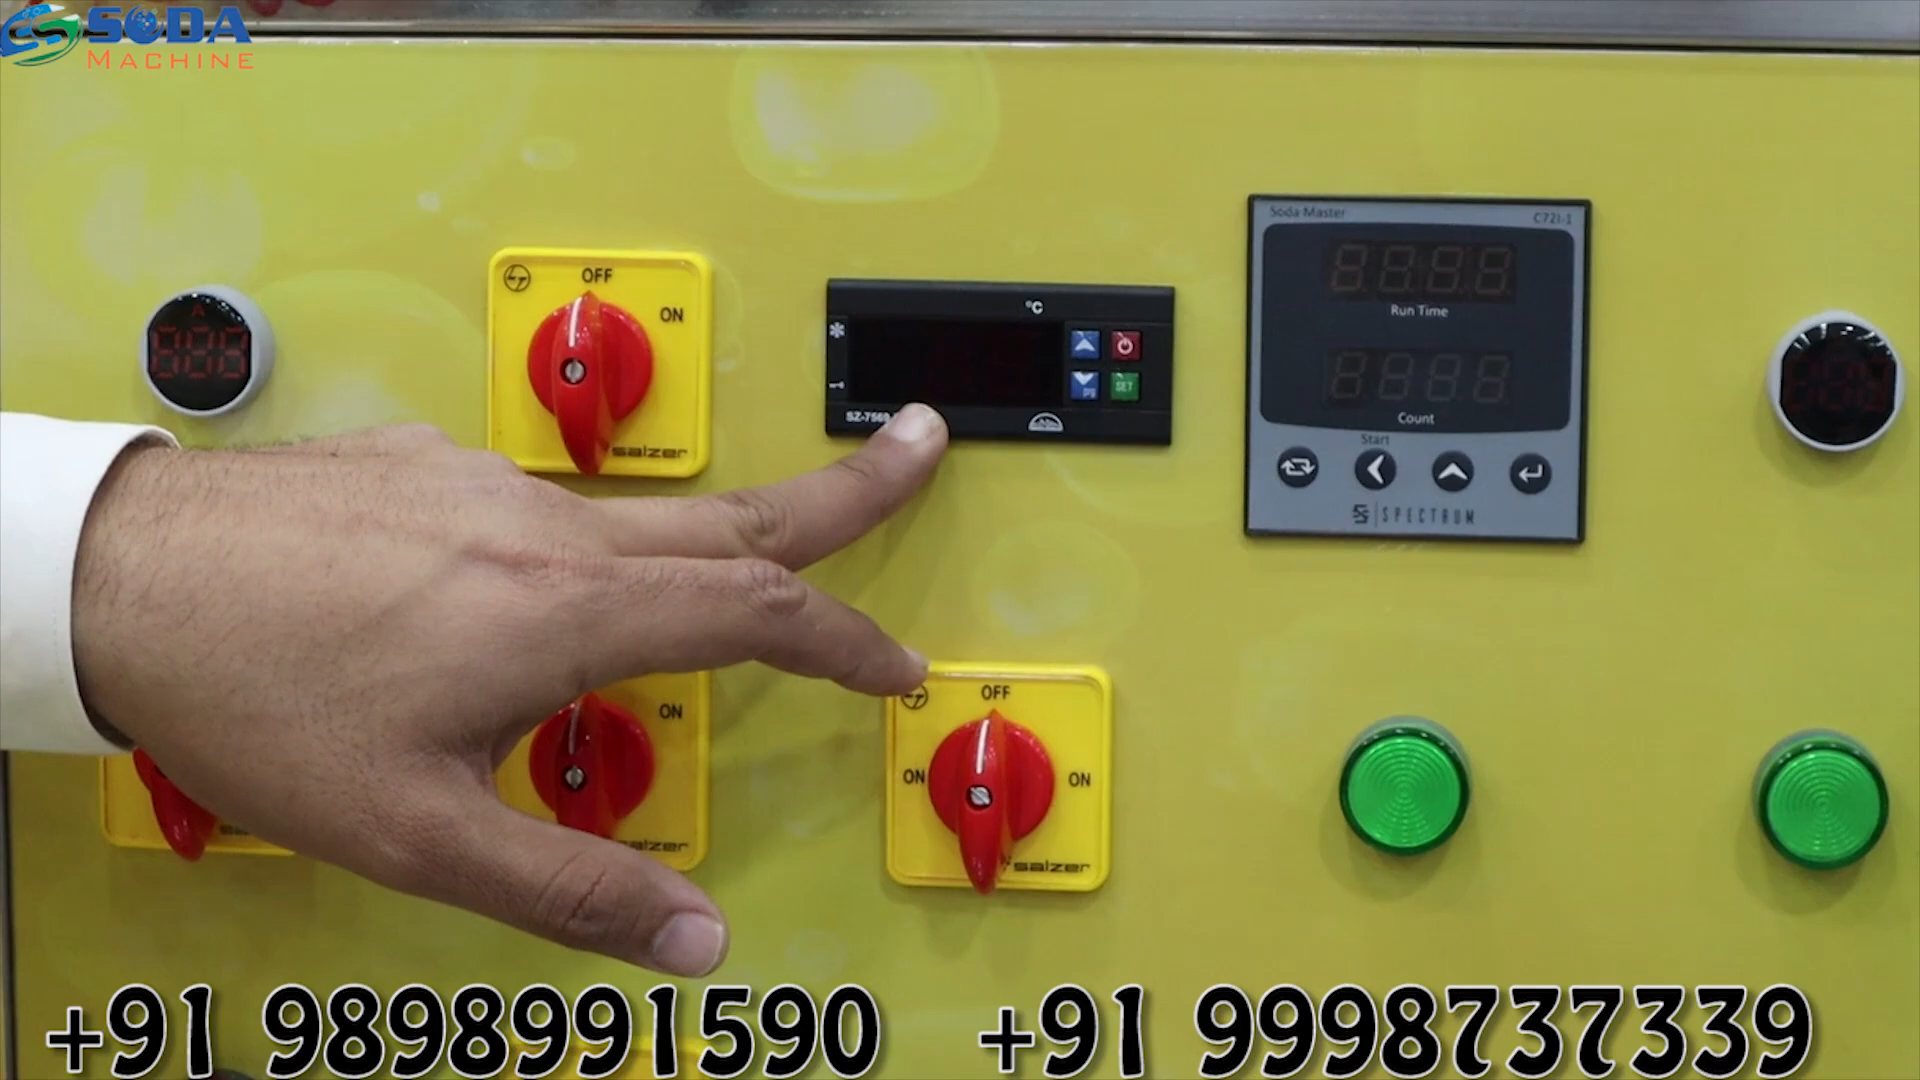 SODA
MACHINE
Soda Master
C72I-1
OFF
ON
salzer
°C
SET
SZ-7569
A
Run Time
Count
Start
SPECTRUM
ON
salzer
OFF
ON
ON
salzer
+91 9898991590
+91 9998737339